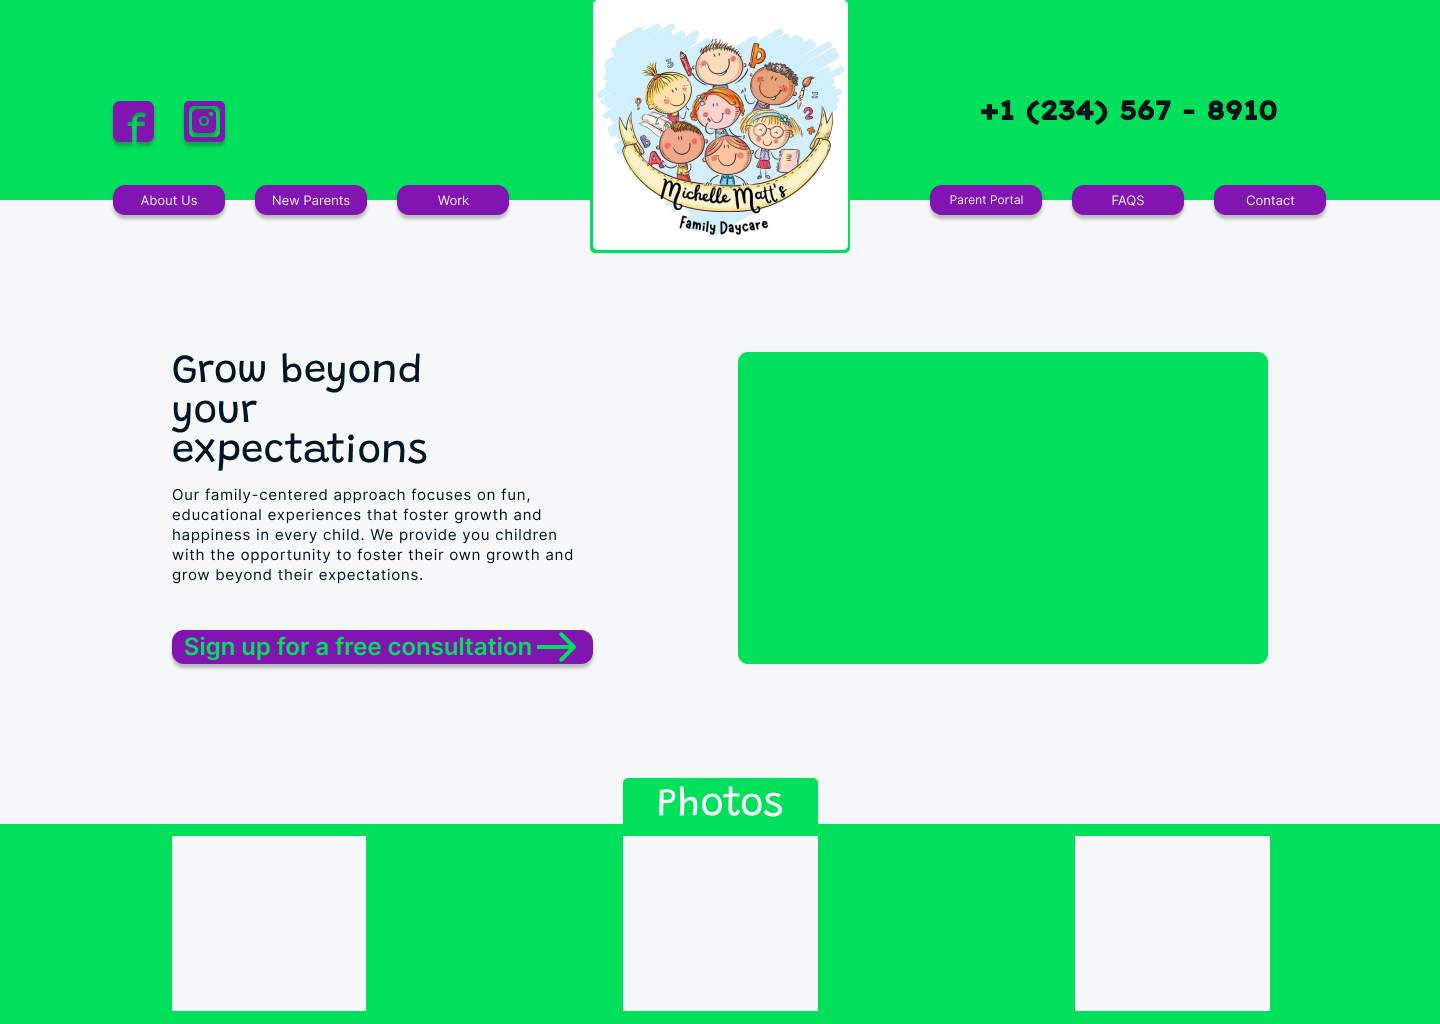 +1 (234) 567 - 8910
About Us
New Parents
Work
Michelle Matt's
Family Daycare
Parent Portal
FAQS
Contact
Grow beyond
your
expectations
Our family-centered approach focuses on fun,
educational experiences that foster growth and
happiness in every child. We provide you children
with the opportunity to foster their own growth and
grow beyond their expectations.
Sign up for a free consultation
Photos